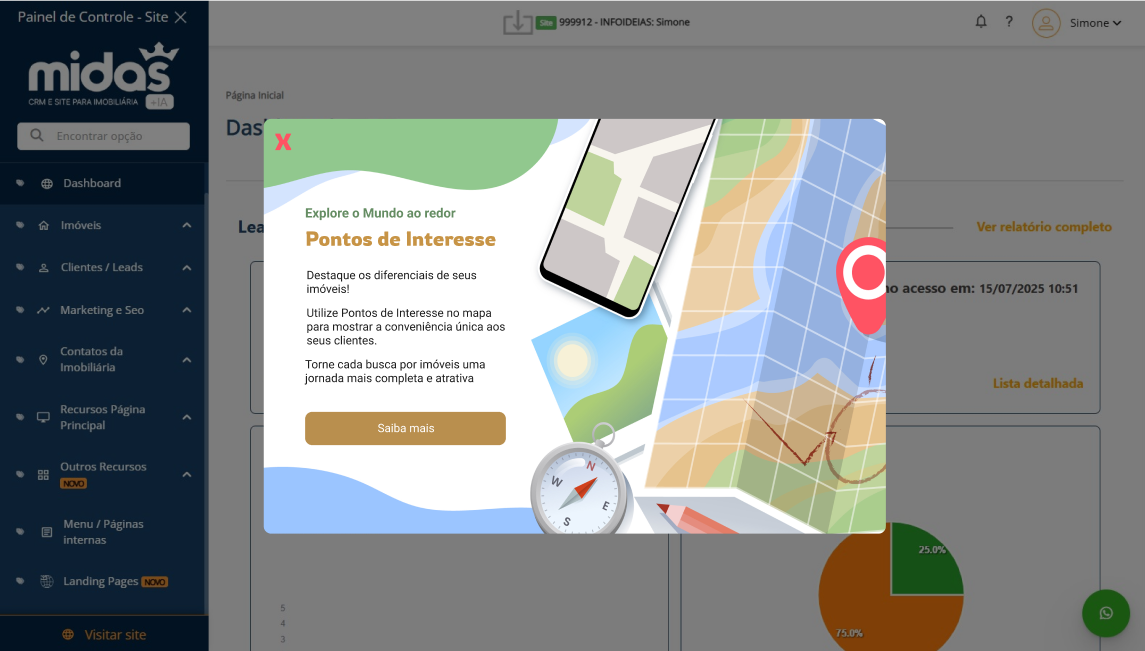 Painel de Controle - Site
midas
CRM E SITE PARA IMOBILIÁRIA +IA
Encontrar opção
Dashboard
Imóveis
Clientes / Leads
Marketing e Seo
Contatos da
Imobiliária
Recursos Página
Principal
Outros Recursos
NOVO
Menu / Páginas
internas
Landing Pages NOVO
Visitar site
Site 999912 - INFOIDEIAS: Simone
?
Simone
Página Inicial
Ver relatório completo
acesso em: 15/07/2025 10:51
Lista detalhada
X
Explore o Mundo ao redor
Pontos de Interesse
Destaque os diferenciais de seus
imóveis!
Utilize Pontos de Interesse no mapa
para mostrar a conveniência única aos
seus clientes.
Torne cada busca por imóveis uma
jornada mais completa e atrativa
Saiba mais
N
W
E
S
25.0%
75.0%
5
4
3